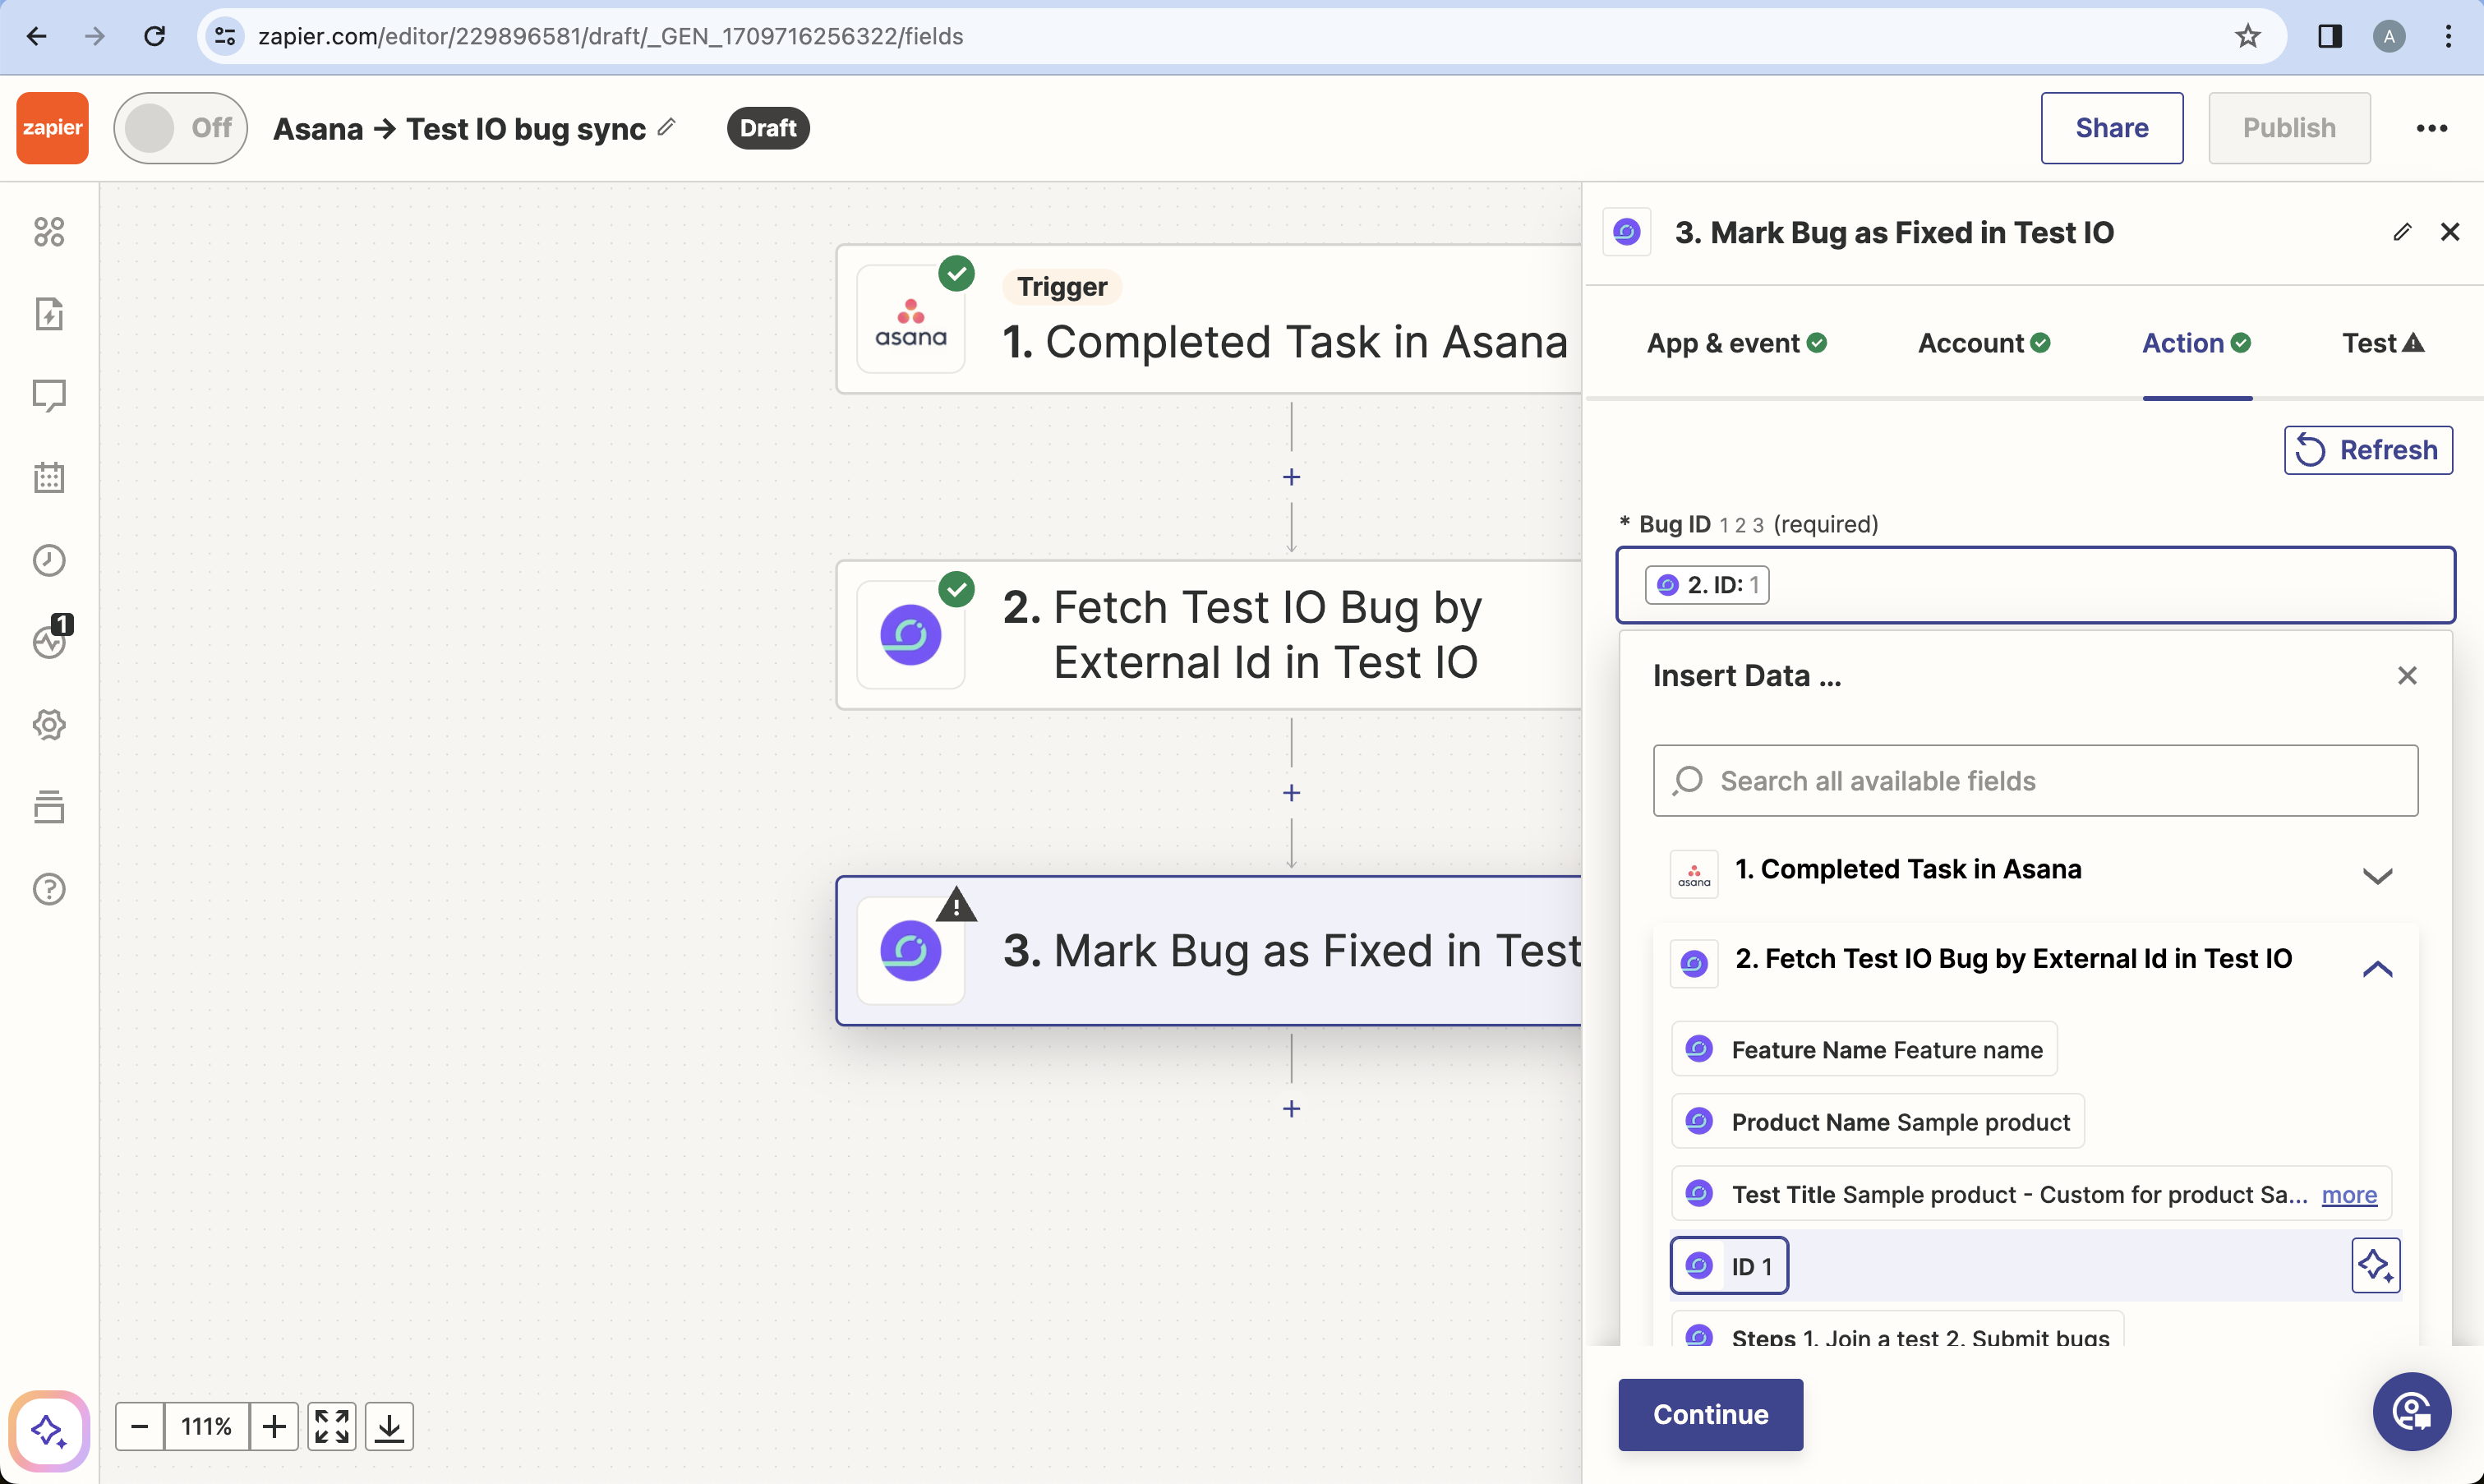 zapier.com/editor/229896581/draft/_GEN_1709716256322/fields
A
zapier
Off
Asana → Test IO bug sync
Draft
Share
Publish
3. Mark Bug as Fixed in Test IO
Trigger
asana
1. Completed Task in Asana
App & event
Account
Action
Test
Refresh
* Bug ID 1 2 3 (required)
2. ID: 1
2. Fetch Test IO Bug by
External Id in Test IO
1
Insert Data ...
Search all available fields
asana
1. Completed Task in Asana
3. Mark Bug as Fixed in Test
2. Fetch Test IO Bug by External Id in Test IO
Feature Name Feature name
Product Name Sample product
Test Title Sample product - Custom for product Sa... more
ID 1
Steps 1. Join a test 2. Submit bugs
111%
Continue